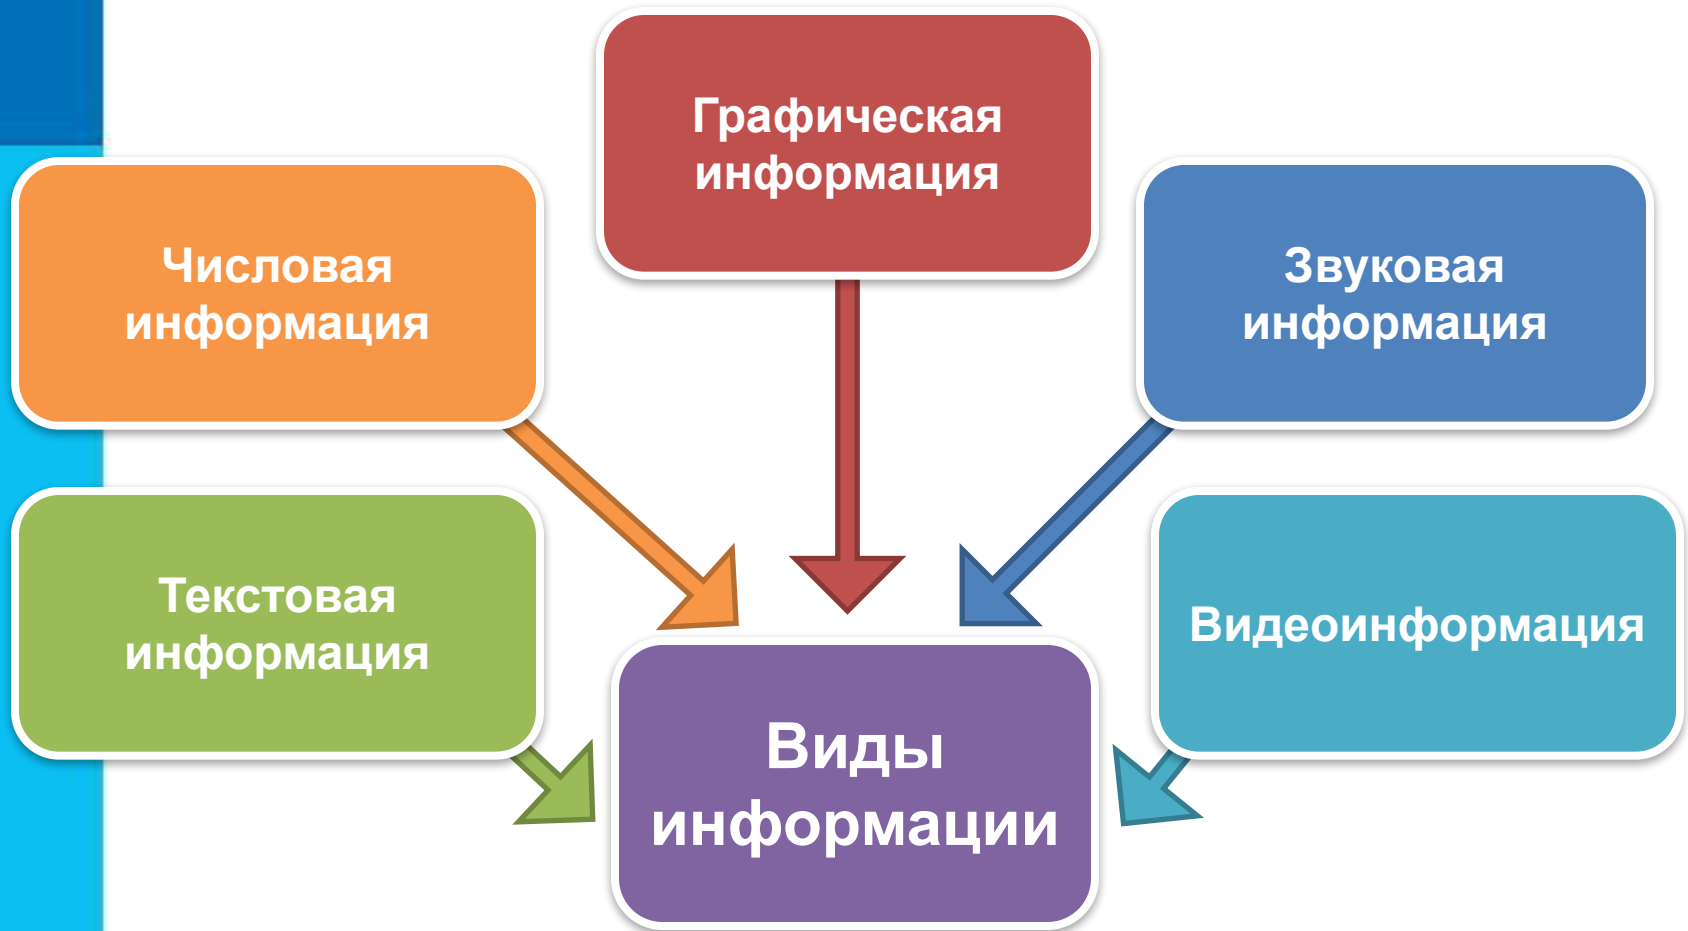 Графическая
информация
Числовая
информация
Звуковая
информация
Текстовая
информация
Видеоинформация
Виды
информации